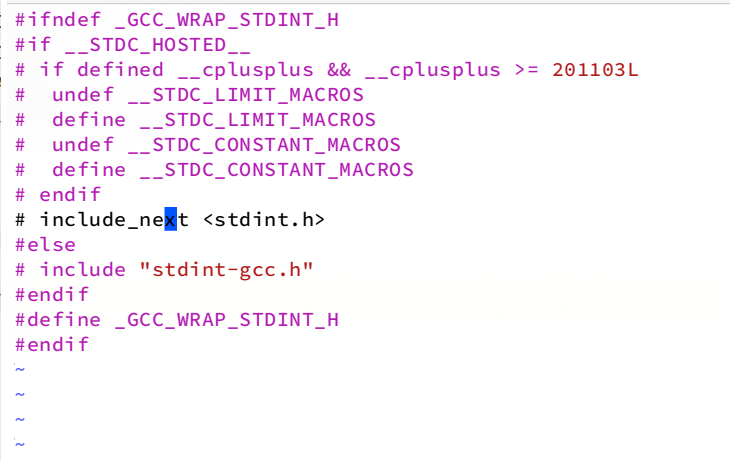 #ifndef _GCC_WRAP_STDINT_H
#if __STDC_HOSTED__
# if defined __cplusplus && __cplusplus >= 201103L
#  undef __STDC_LIMIT_MACROS
#  define __STDC_LIMIT_MACROS
#  undef __STDC_CONSTANT_MACROS
#  define __STDC_CONSTANT_MACROS
# endif
# include_next <stdint.h>
#else
# include "stdint-gcc.h"
#endif
#define _GCC_WRAP_STDINT_H
#endif
~
~
~
~